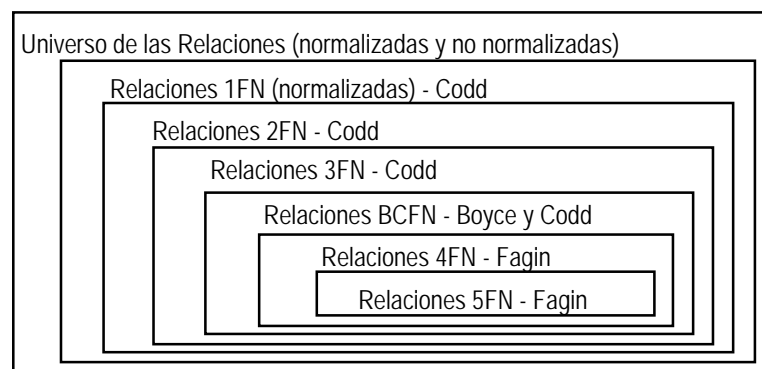 Universo de las Relaciones (normalizadas y no normalizadas)
Relaciones 1FN (normalizadas) - Codd
Relaciones 2FN - Codd
Relaciones 3FN - Codd
Relaciones BCFN - Boyce y Codd
Relaciones 4FN - Fagin
Relaciones 5FN - Fagin